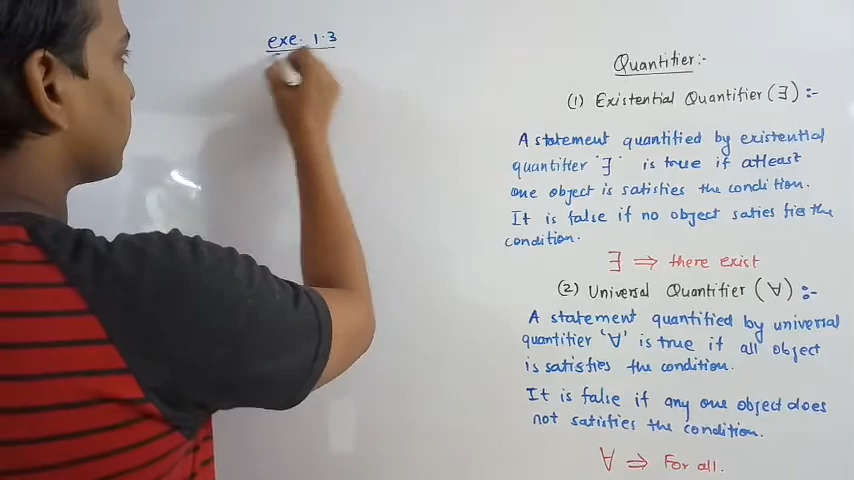 exe. 1.3
Quantifier:-
(1) Existential Quantifier (∃) :-
A statement quantified by existential
quantifier '∃' is true if atleast
one object is satisfies the condition.
It is false if no object satisfies the
condition.
∃ ⇒ there exist
(2) Universal Quantifier (∀) :-
A statement quantified by universal
quantifier '∀' is true if all object
is satisfies the condition.
It is false if any one object does
not satisfies the condition.
∀ ⇒ For all.